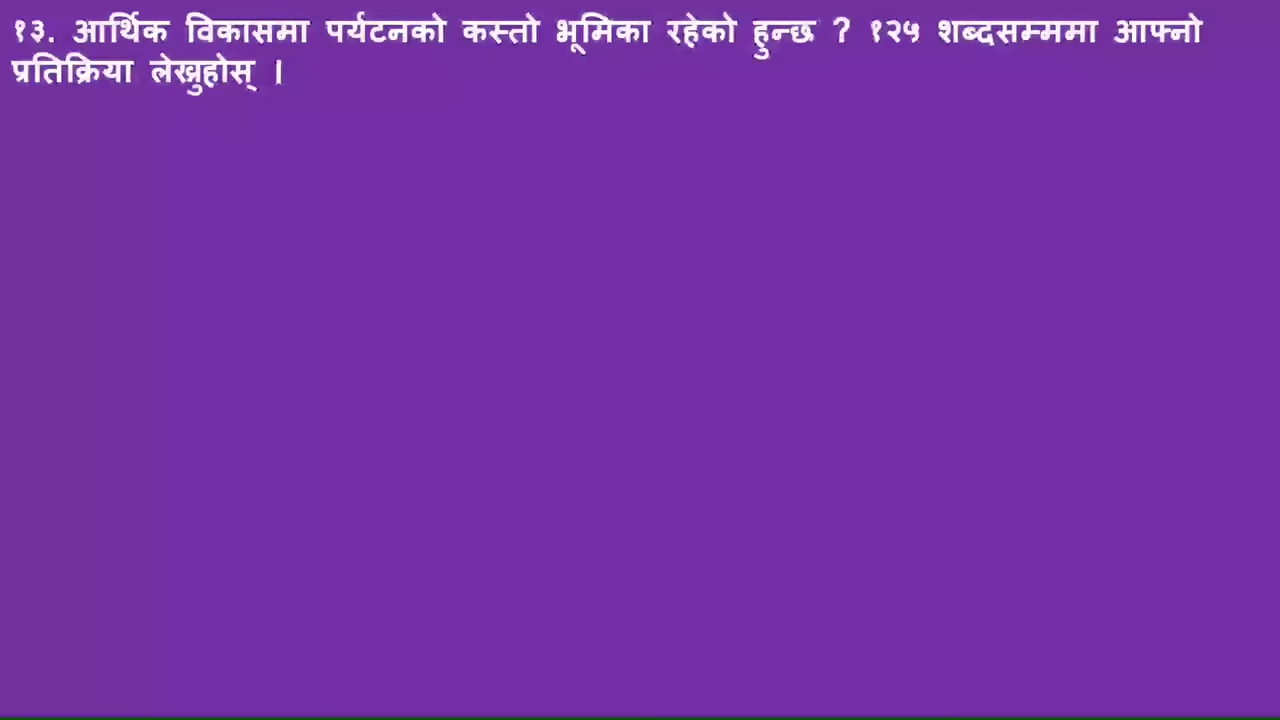 १३. आर्थिक विकासमा पर्यटनको कस्तो भूमिका रहेको हुन्छ ? १२५ शब्दसम्ममा आफ्नो
प्रतिक्रिया लेख्नुहोस् ।